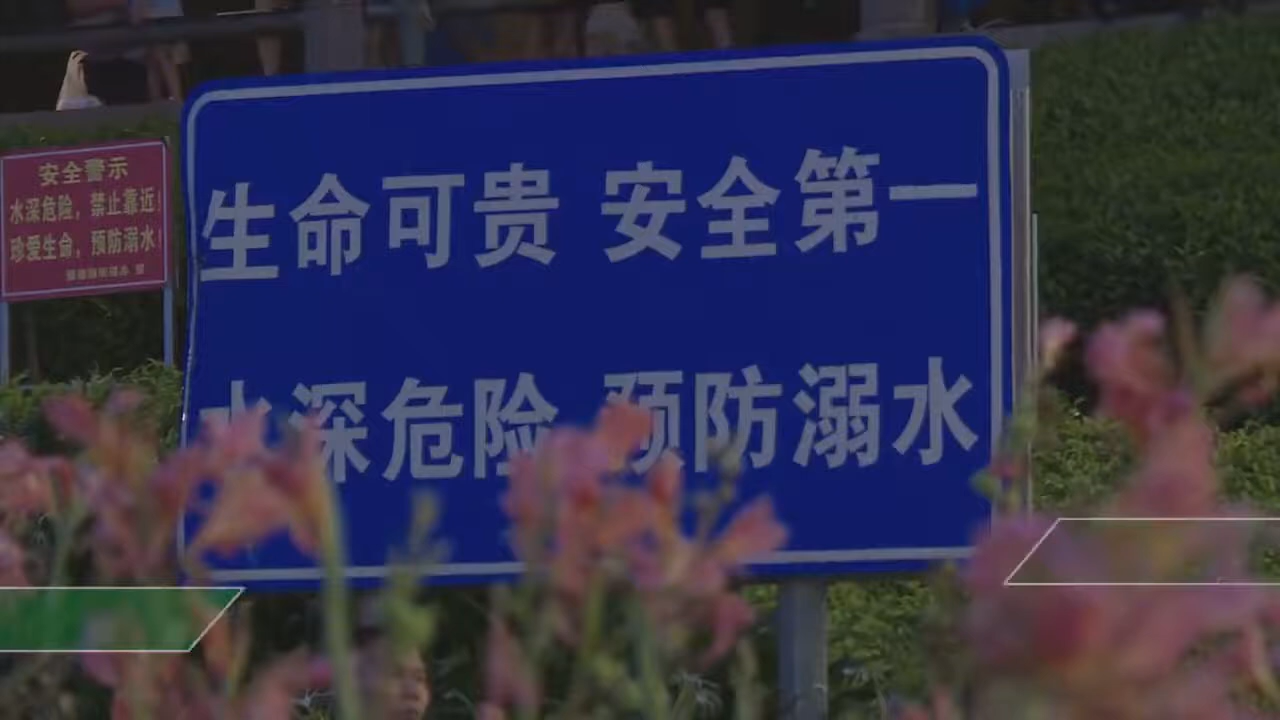 安全警示
水深危险，禁止靠近！
珍爱生命，预防溺水！
生命可贵 安全第一
水深危险 预防溺水